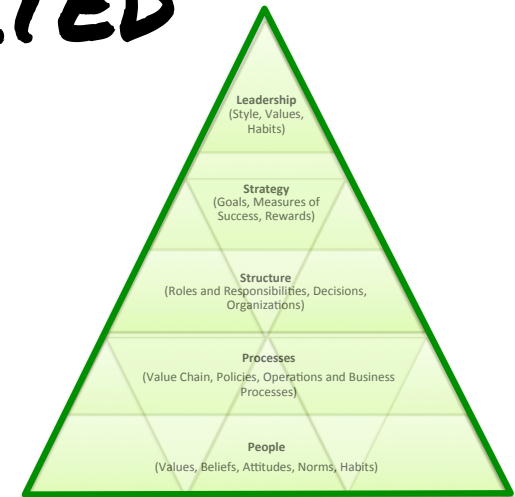 Leadership
(Style, Values,
Habits)
Strategy
(Goals, Measures of
Success, Rewards)
Structure
(Roles and Responsibilities, Decisions,
Organizations)
Processes
(Value Chain, Policies, Operations and Business
Processes)
People
(Values, Beliefs, Attitudes, Norms, Habits)